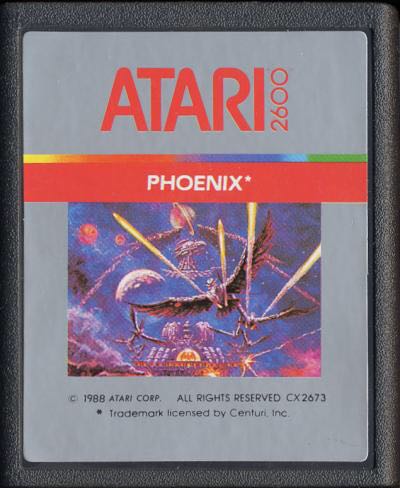 ATARI 2600
PHOENIX*
© 1988 ATARI CORP. ALL RIGHTS RESERVED CX2673
* Trademark licensed by Centuri, Inc.